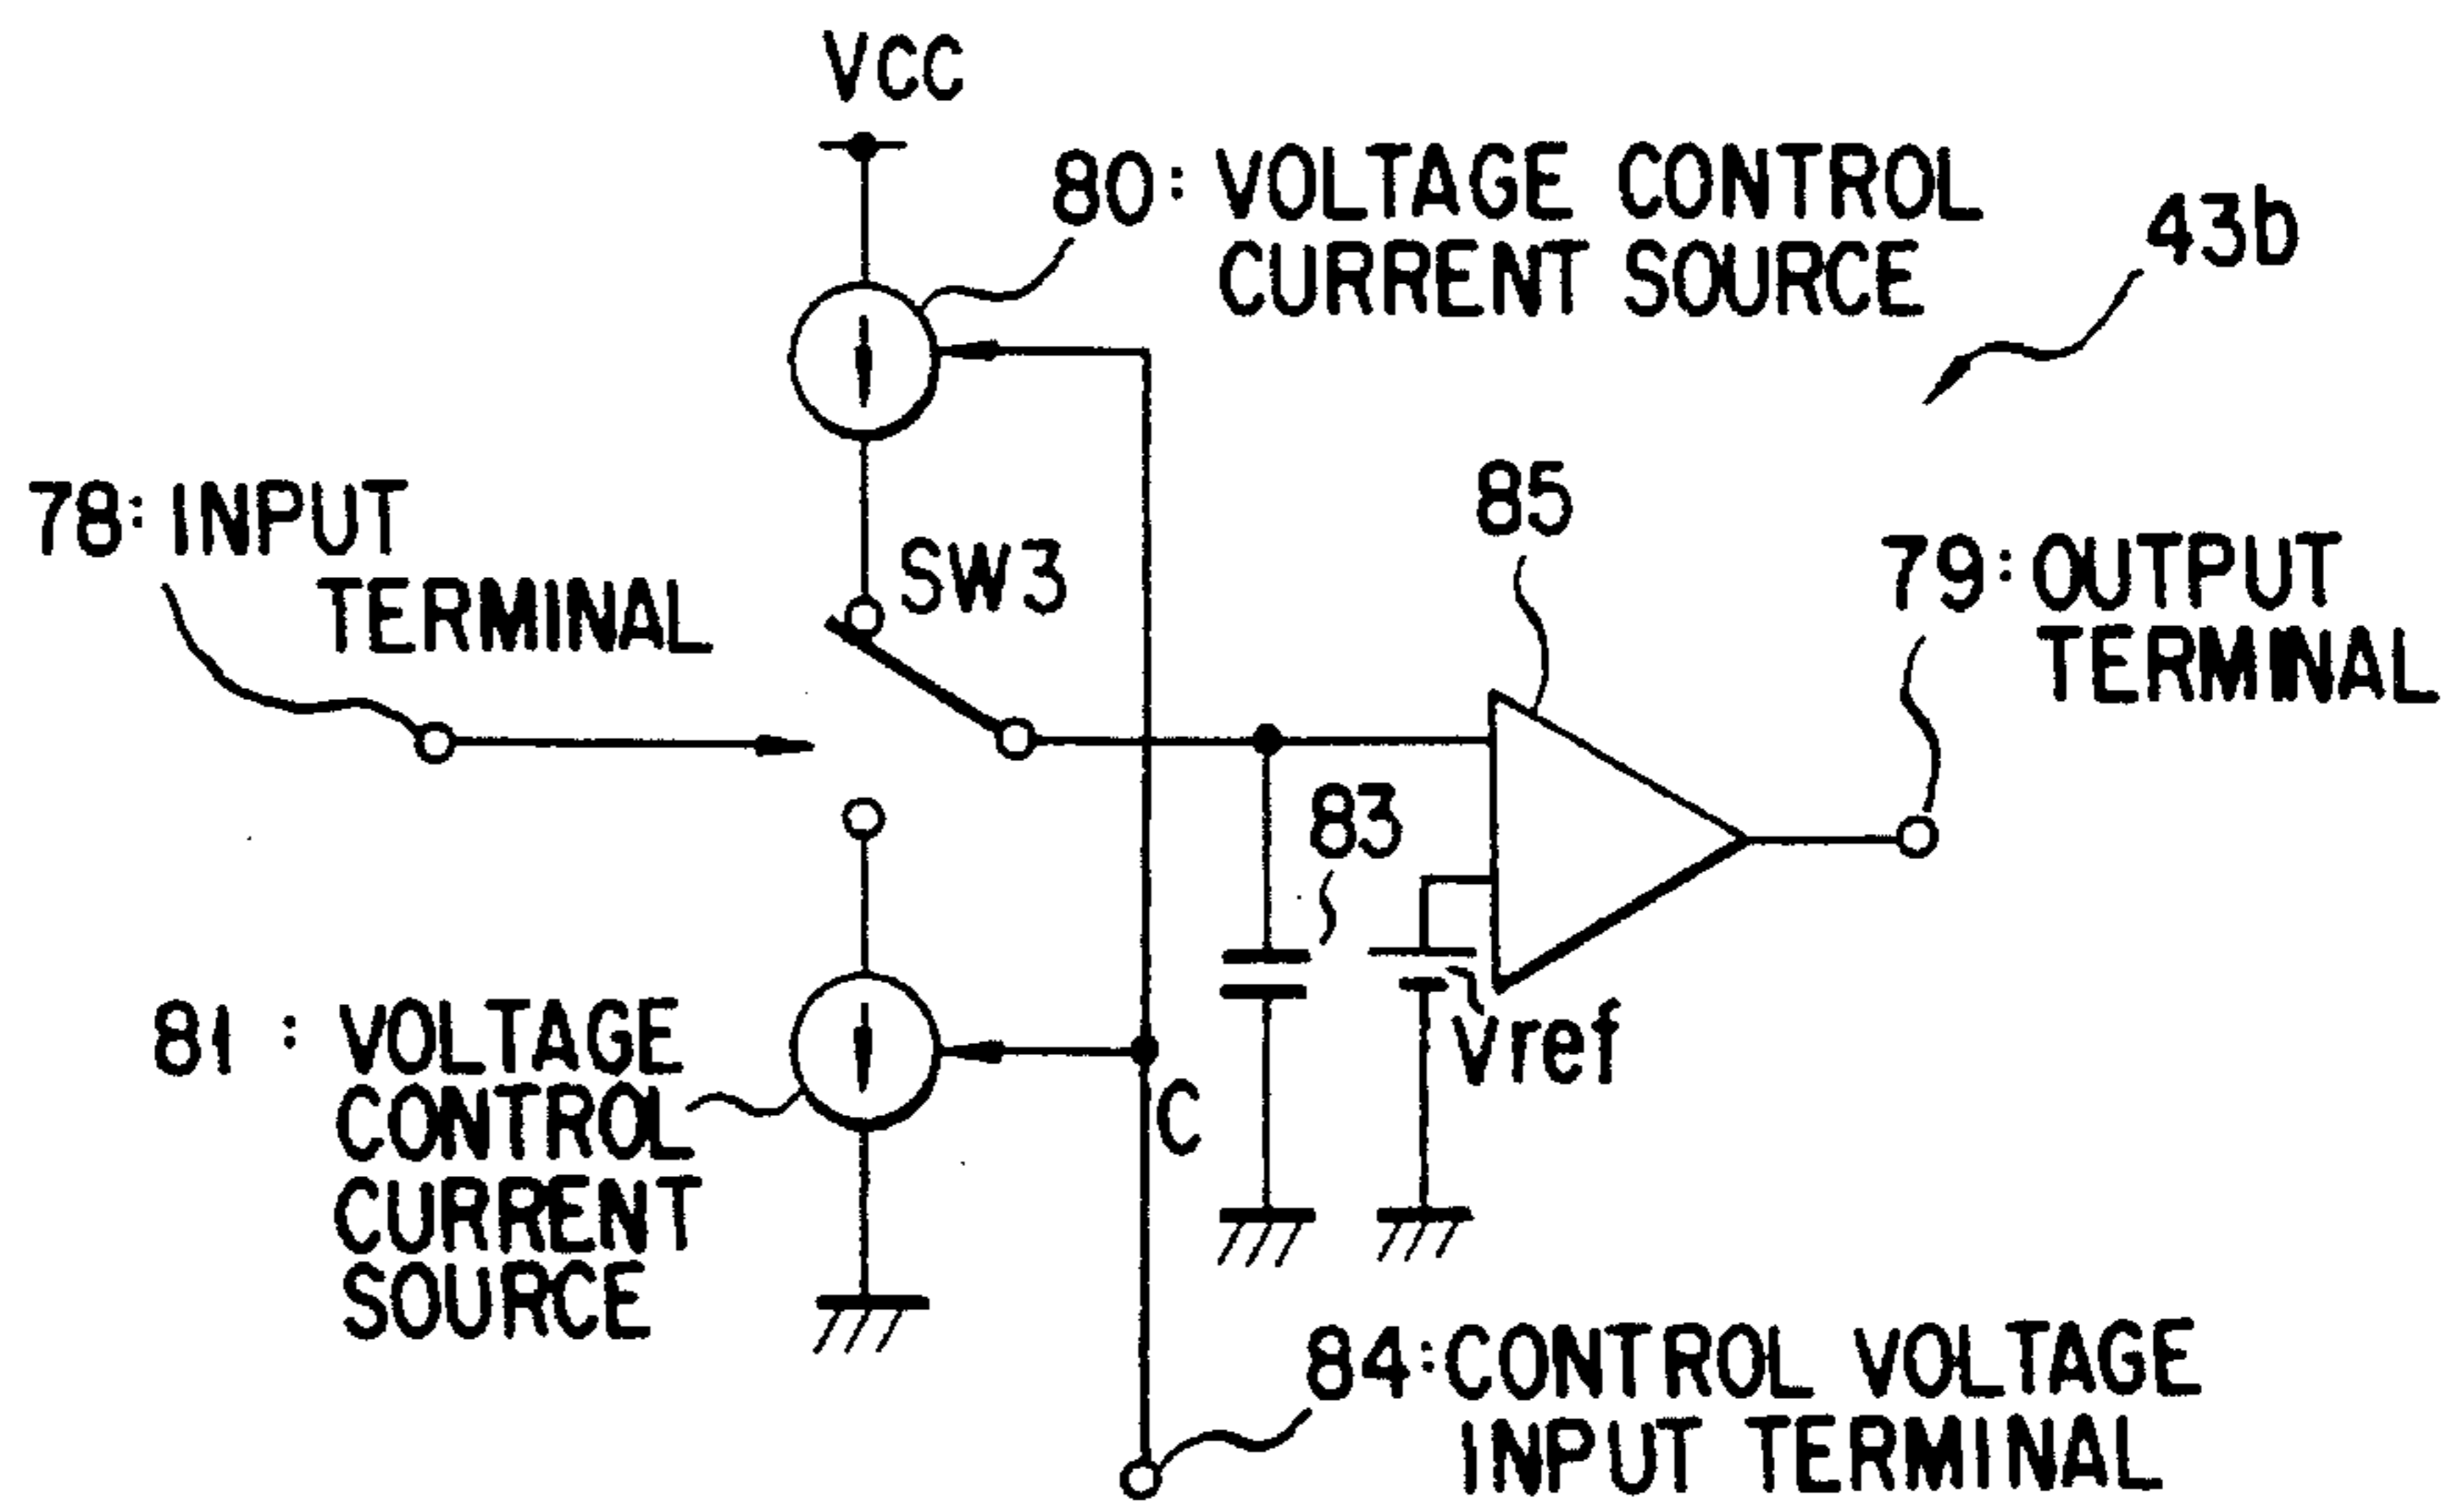 VCC
80: VOLTAGE CONTROL
CURRENT SOURCE
43b
78: INPUT
TERMINAL
SW3
85
79: OUTPUT
TERMINAL
83
81 : VOLTAGE
CONTROL
CURRENT
SOURCE
Vref
C
84: CONTROL VOLTAGE
INPUT TERMINAL